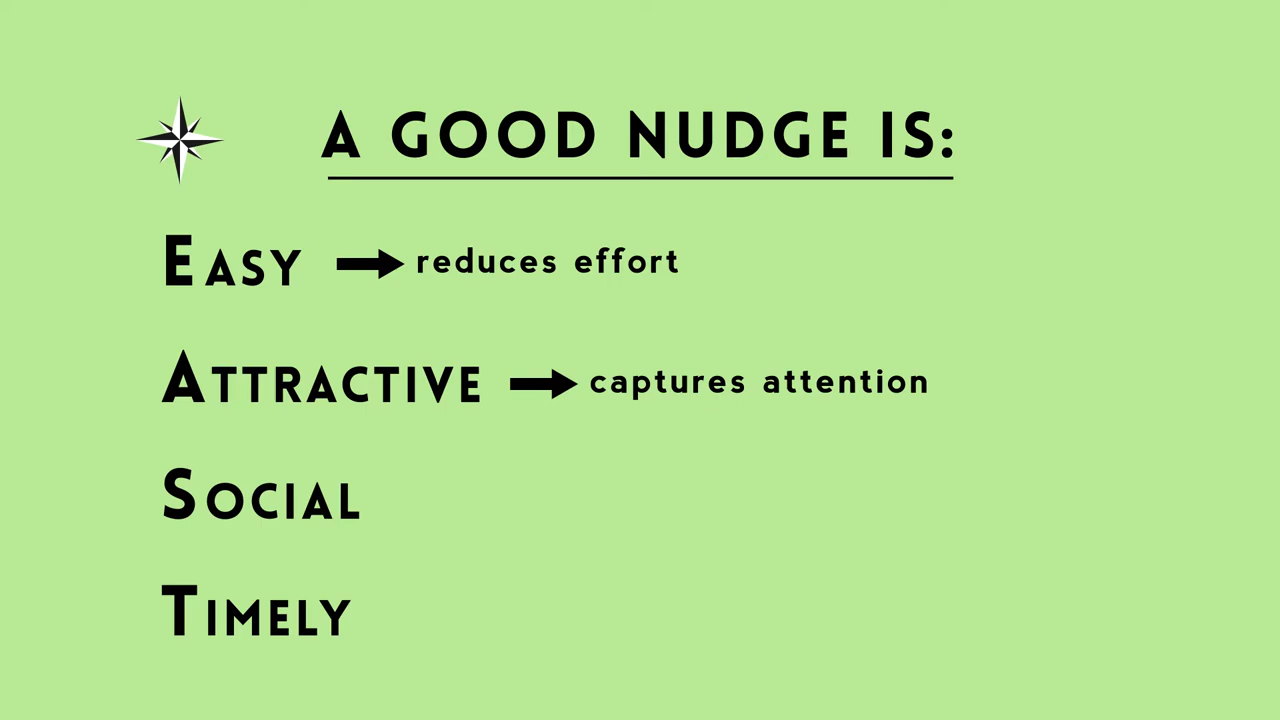 A GOOD NUDGE IS:
EASY reduces effort
ATTRACTIVE captures attention
SOCIAL
TIMELY